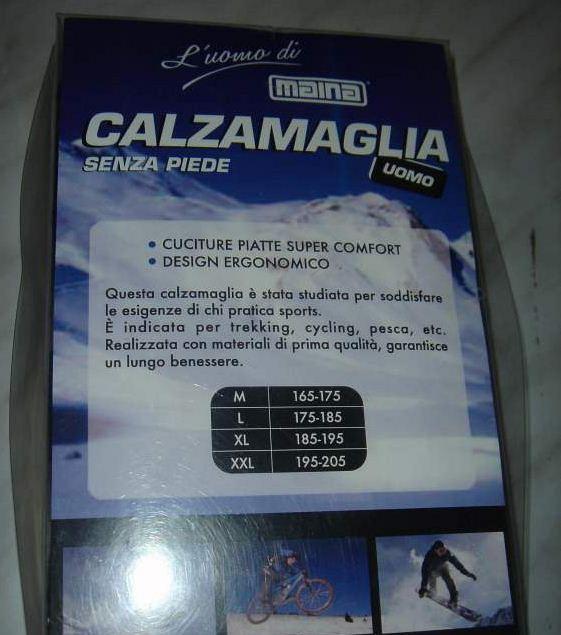 L'uomo di
maina
CALZAMAGLIA
SENZA PIEDE
UOMO
• CUCITURE PIATTE SUPER COMFORT
• DESIGN ERGONOMICO
Questa calzamaglia è stata studiata per soddisfare
le esigenze di chi pratica sports.
È indicata per trekking, cycling, pesca, etc.
Realizzata con materiali di prima qualità, garantisce
un lungo benessere.
M 165-175
L 175-185
XL 185-195
XXL 195-205